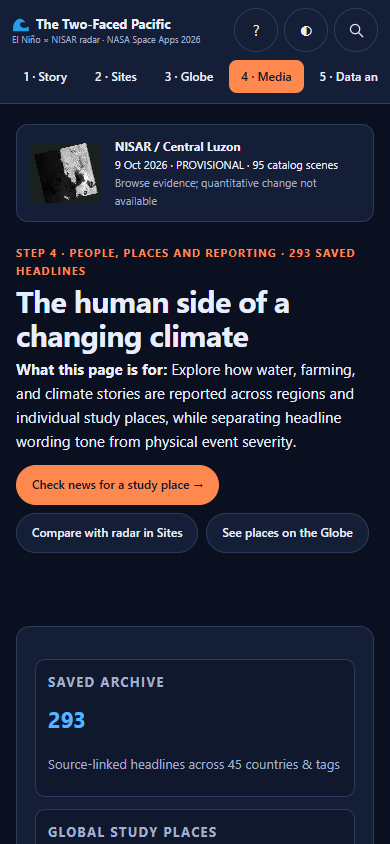 The Two-Faced Pacific
El Niño × NISAR radar · NASA Space Apps 2026
?
1 · Story
2 · Sites
3 · Globe
4 · Media
5 · Data an
NISAR / Central Luzon
9 Oct 2026 · PROVISIONAL · 95 catalog scenes
Browse evidence; quantitative change not
available
STEP 4 · PEOPLE, PLACES AND REPORTING · 293 SAVED
HEADLINES
The human side of a
changing climate
What this page is for: Explore how water, farming,
and climate stories are reported across regions and
individual study places, while separating headline
wording tone from physical event severity.
Check news for a study place →
Compare with radar in Sites
See places on the Globe
SAVED ARCHIVE
293
Source-linked headlines across 45 countries & tags
GLOBAL STUDY PLACES